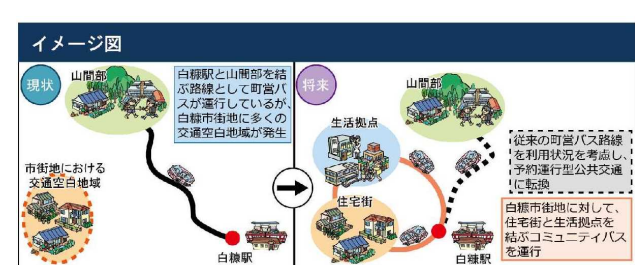 イメージ図
現状
山間部
白糠駅と山間部を結
ぶ路線として町営バ
スが運行しているが、
白糠市街地に多くの
交通空白地域が発生
市街地における
交通空白地域
白糠駅
将来
山間部
生活拠点
住宅街
白糠駅
従来の町営バス路線
を利用状況を考慮し、
予約運行型公共交通
に転換
白糠市街地に対して、
住宅街と生活拠点を
結ぶコミュニティバス
を運行